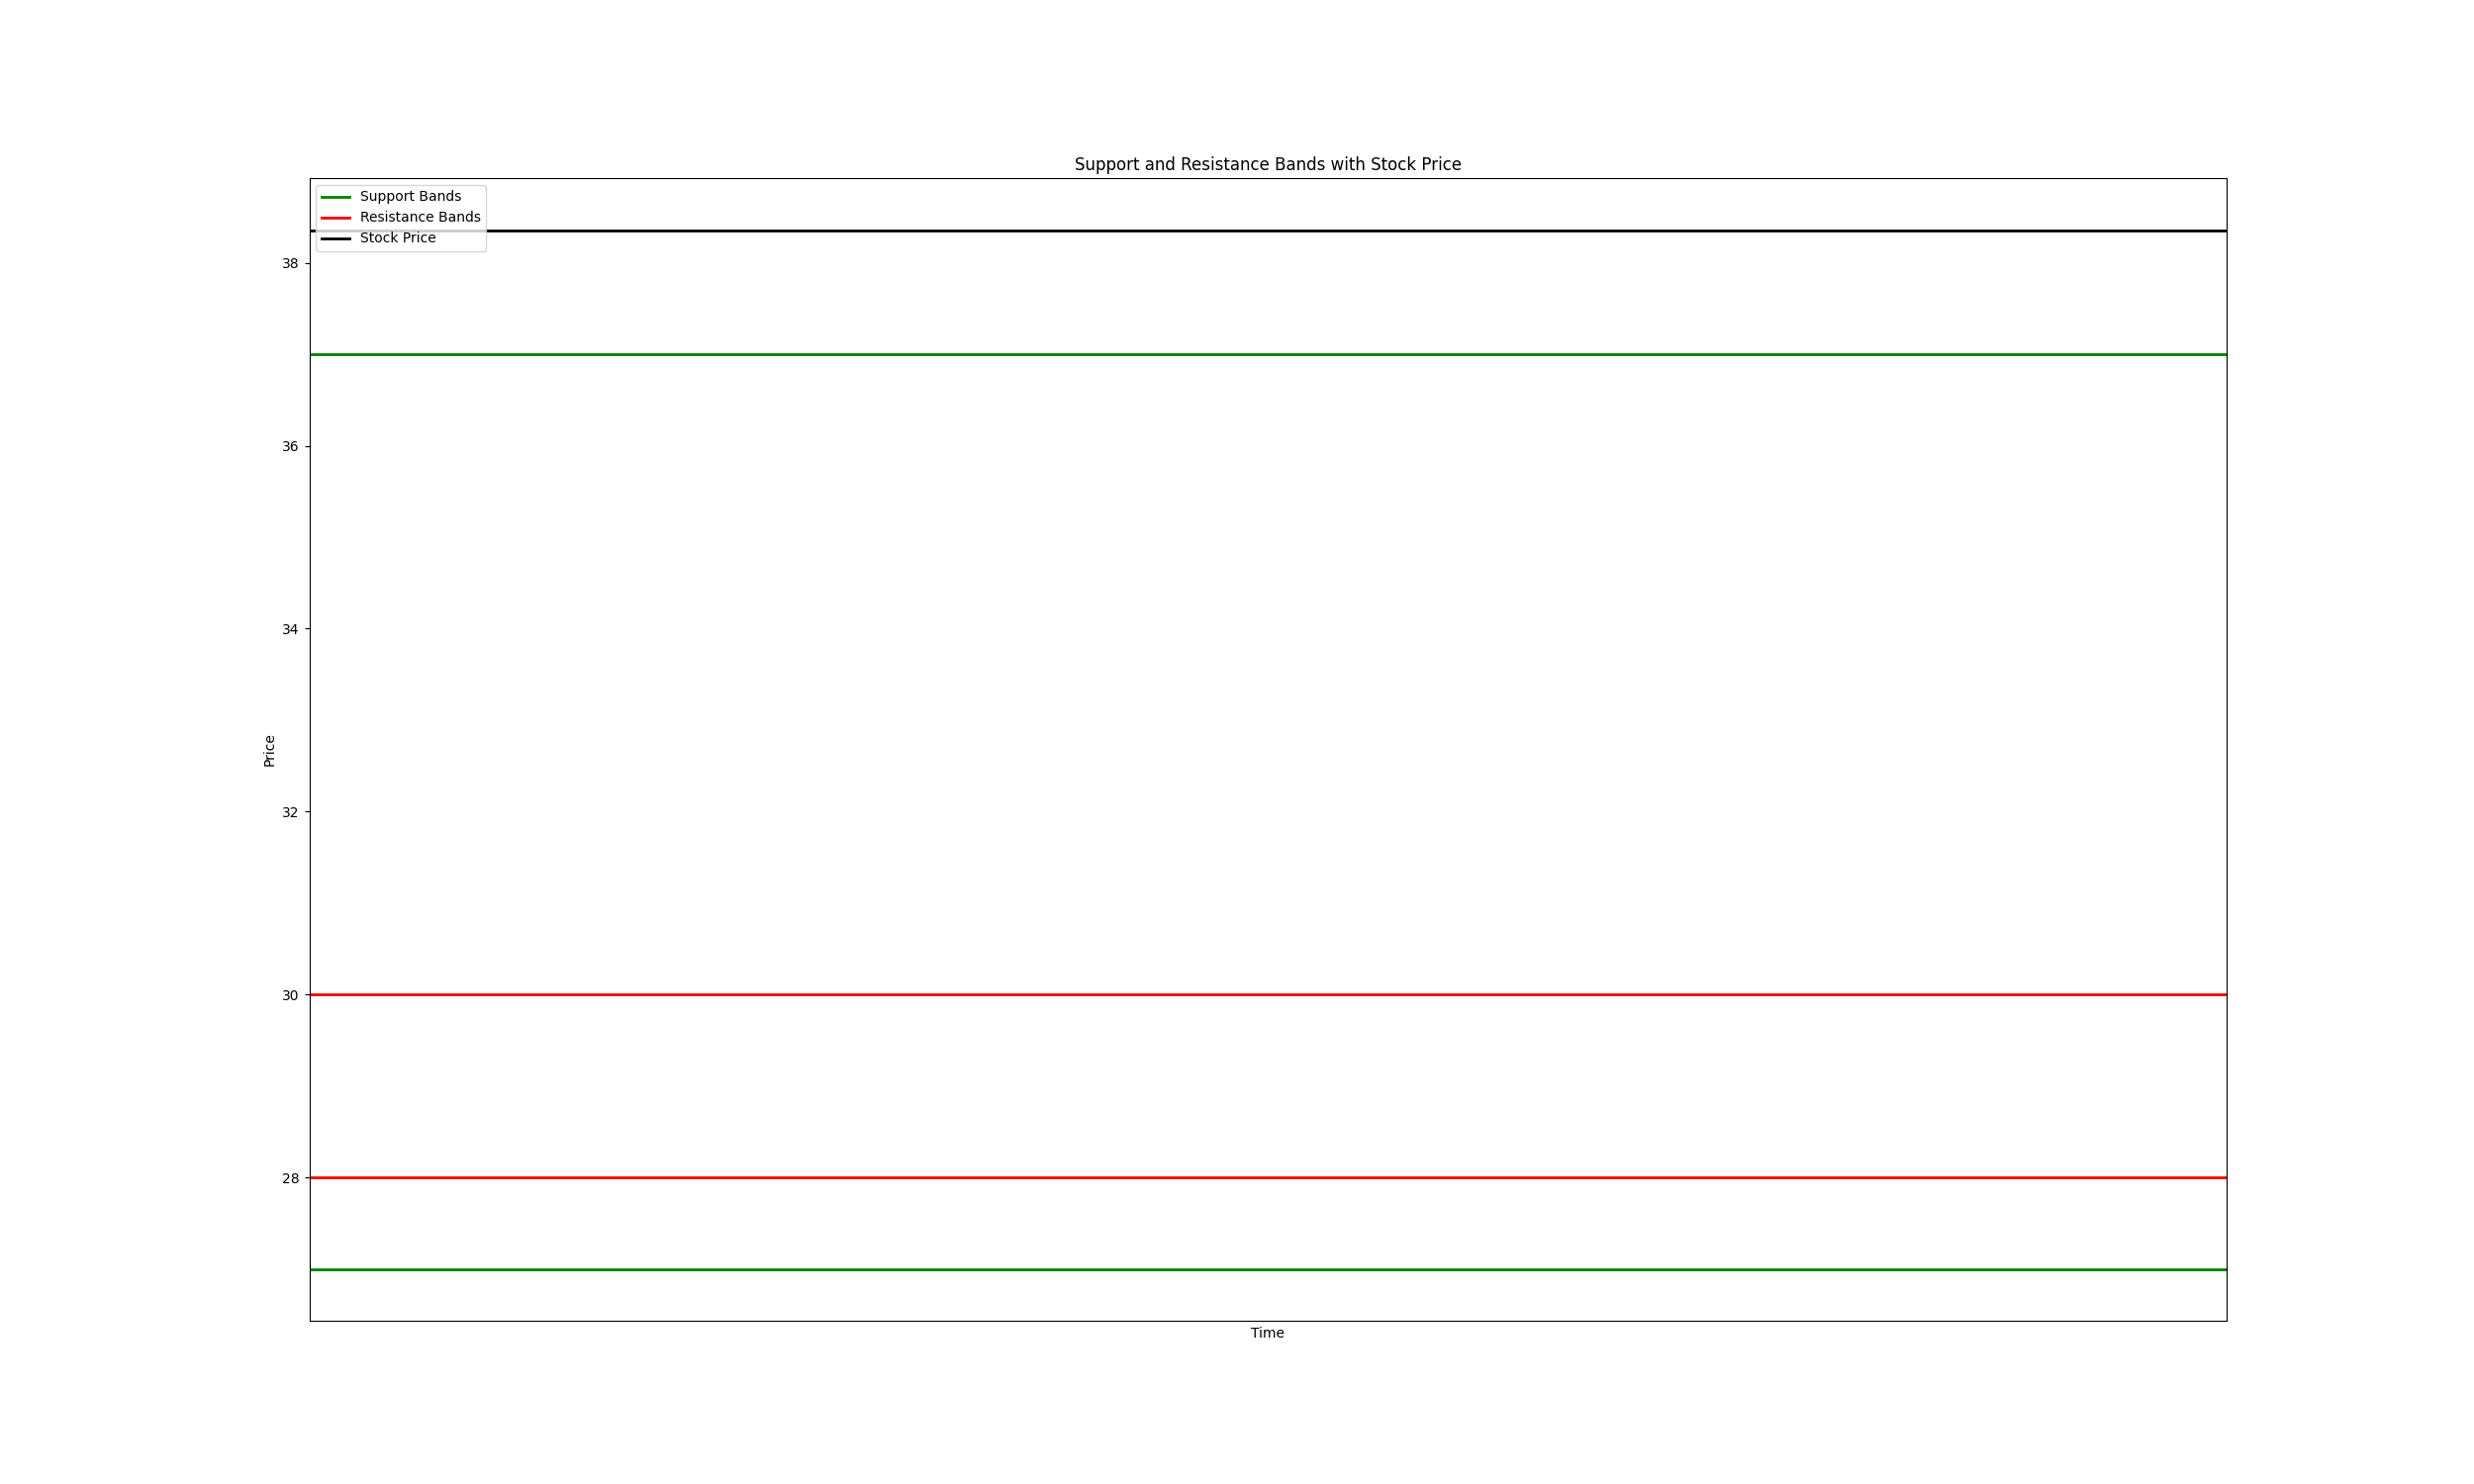 Support and Resistance Bands with Stock Price
Support Bands
Resistance Bands
Stock Price
38
36
34
32
30
28
Price
Time